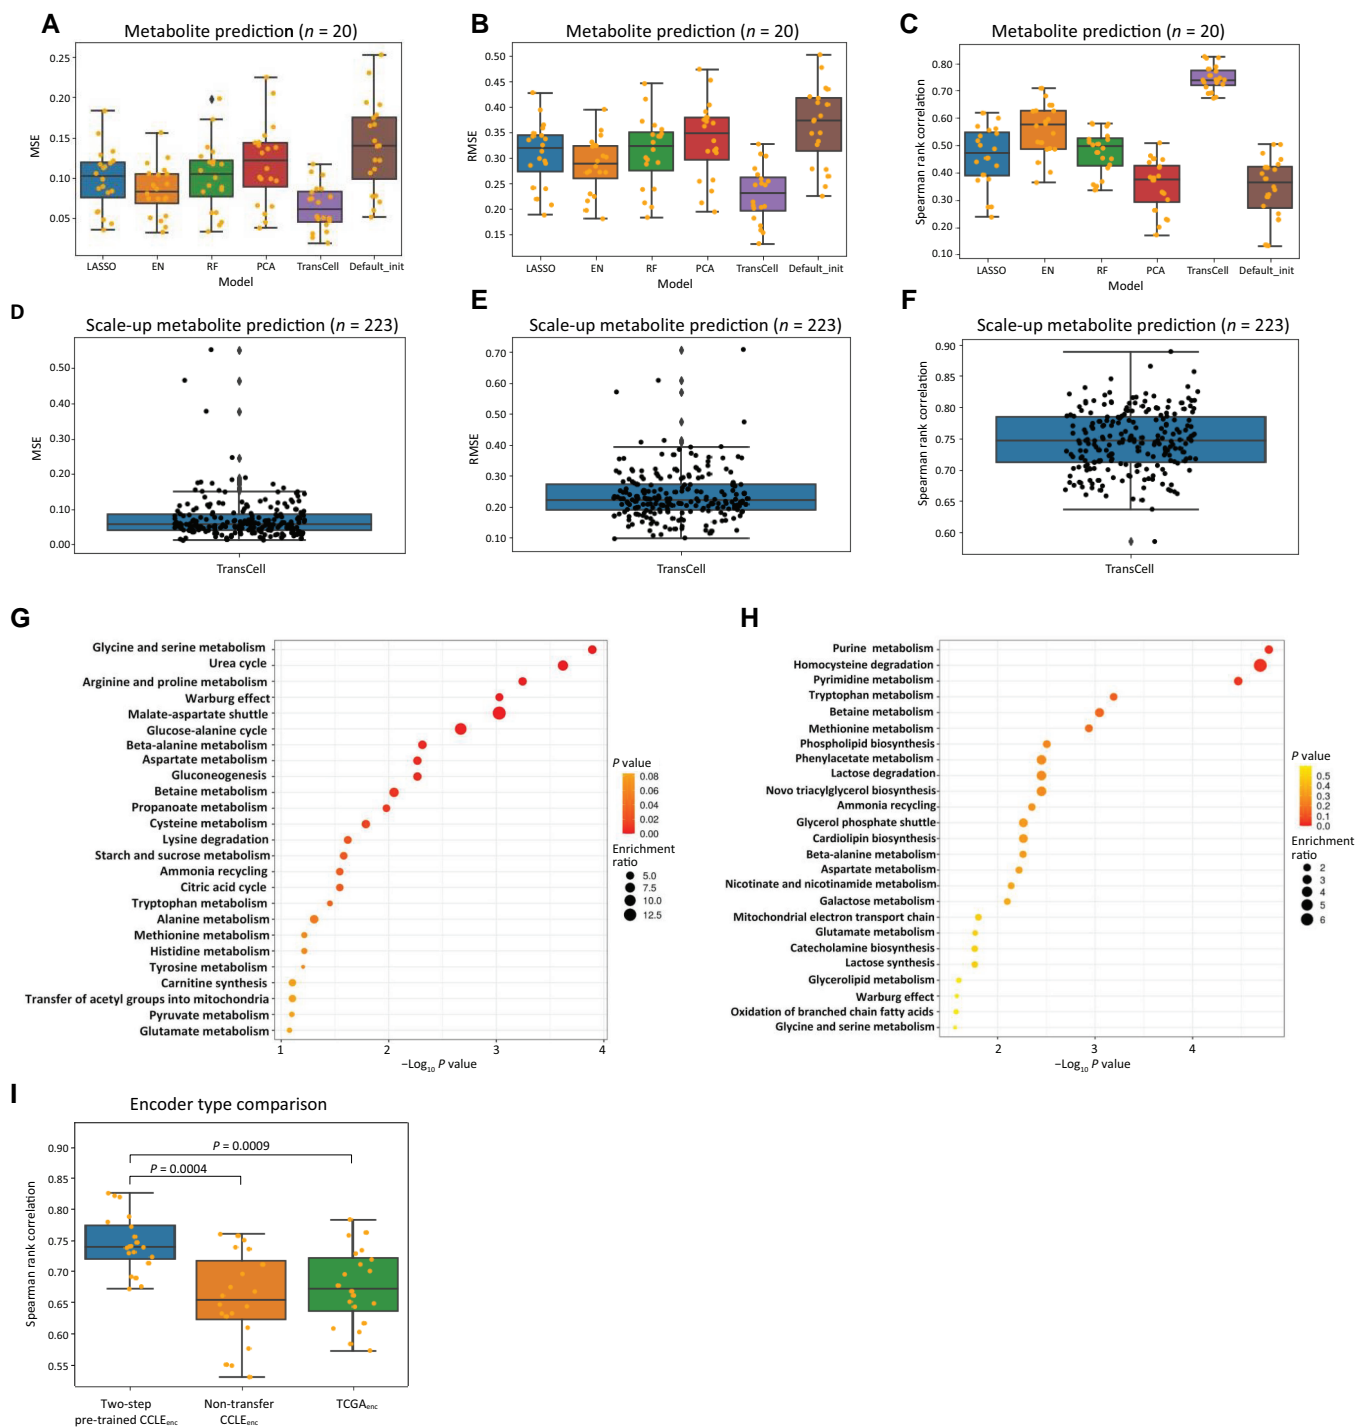 A
Metabolite prediction (n = 20)
MSE
0.25
0.20
0.15
0.10
0.05
LASSO EN RF PCA TransCell Default_init
Model
B
Metabolite prediction (n = 20)
RMSE
0.50
0.45
0.40
0.35
0.30
0.25
0.20
0.15
LASSO EN RF PCA TransCell Default_init
Model
C
Metabolite prediction (n = 20)
Spearman rank correlation
0.80
0.70
0.60
0.50
0.40
0.30
0.20
0.10
LASSO EN RF PCA TransCell Default_init
Model
D
Scale-up metabolite prediction (n = 223)
MSE
0.50
0.40
0.30
0.20
0.10
0.00
TransCell
E
Scale-up metabolite prediction (n = 223)
RMSE
0.70
0.60
0.50
0.40
0.30
0.20
0.10
TransCell
F
Scale-up metabolite prediction (n = 223)
Spearman rank correlation
0.90
0.85
0.80
0.75
0.70
0.65
0.60
TransCell
G
Glycine and serine metabolism
Urea cycle
Arginine and proline metabolism
Warburg effect
Malate-aspartate shuttle
Glucose-alanine cycle
Beta-alanine metabolism
Aspartate metabolism
Gluconeogenesis
Betaine metabolism
Propanoate metabolism
Cysteine metabolism
Lysine degradation
Starch and sucrose metabolism
Ammonia recycling
Citric acid cycle
Tryptophan metabolism
Alanine metabolism
Methionine metabolism
Histidine metabolism
Tyrosine metabolism
Carnitine synthesis
Transfer of acetyl groups into mitochondria
Pyruvate metabolism
Glutamate metabolism
1 2 3 4
−Log₁₀ P value
P value
0.08
0.06
0.04
0.02
0.00
Enrichment
ratio
5.0
7.5
10.0
12.5
H
Purine metabolism
Homocysteine degradation
Pyrimidine metabolism
Tryptophan metabolism
Betaine metabolism
Methionine metabolism
Phospholipid biosynthesis
Phenylacetate metabolism
Lactose degradation
Novo triacylglycerol biosynthesis
Ammonia recycling
Glycerol phosphate shuttle
Cardiolipin biosynthesis
Beta-alanine metabolism
Aspartate metabolism
Nicotinate and nicotinamide metabolism
Galactose metabolism
Mitochondrial electron transport chain
Glutamate metabolism
Catecholamine biosynthesis
Lactose synthesis
Glycerolipid metabolism
Warburg effect
Oxidation of branched chain fatty acids
Glycine and serine metabolism
2 3 4
−Log₁₀ P value
P value
0.5
0.4
0.3
0.2
0.1
0.0
Enrichment
ratio
2
3
4
5
6
I
Encoder type comparison
Spearman rank correlation
0.90
0.85
0.80
0.75
0.70
0.65
0.60
0.55
P = 0.0009
P = 0.0004
Two-step
pre-trained CCLEenc
Non-transfer
CCLEenc
TCGAenc